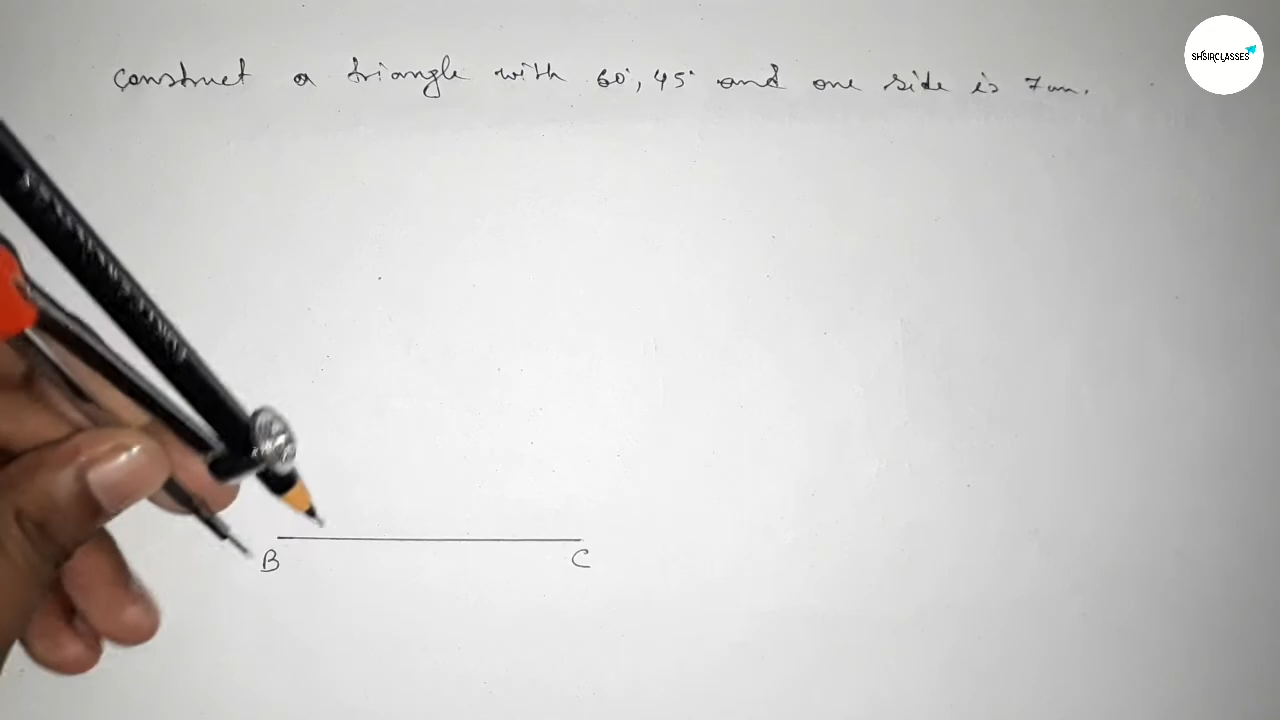 construct a triangle with 60°, 45° and one side is 7cm.
SHSIRCLASSES
B
C